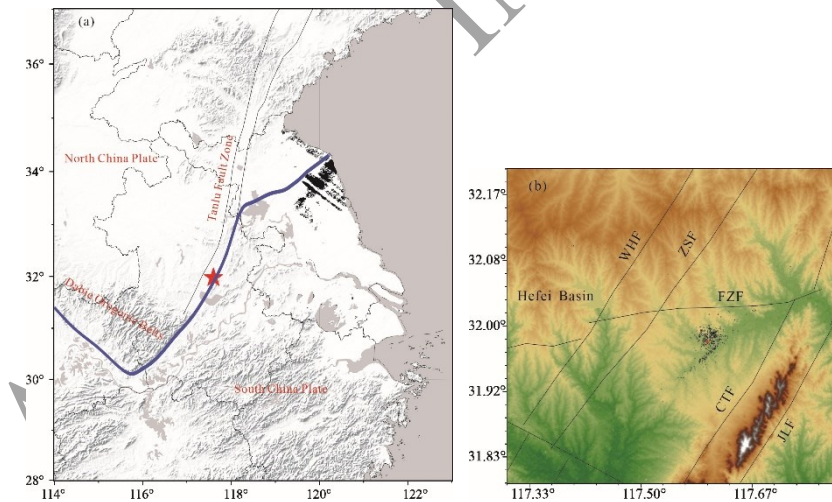 (a)
36°
34°
32°
30°
28°
114°
116°
118°
120°
122°
North China Plate
Tanlu Fault Zone
South China Plate
(b)
32.17°
32.08°
32.00°
31.92°
31.83°
117.33°
117.50°
117.67°
WHF
ZSF
Hefei Basin
FZF
CTF
JLF